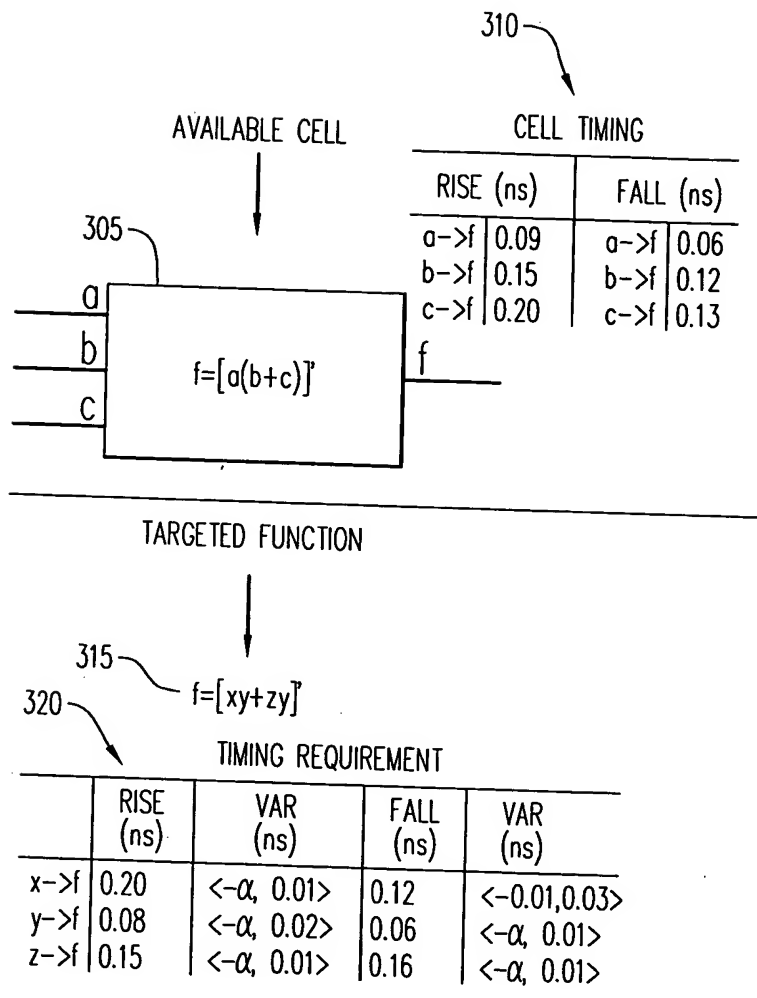 310
AVAILABLE CELL
CELL TIMING
RISE (ns) FALL (ns)
a->f 0.09 a->f 0.06
b->f 0.15 b->f 0.12
c->f 0.20 c->f 0.13
305
a
b
c
f=[a(b+c)]'
f
TARGETED FUNCTION
315
f=[xy+zy]'
320
TIMING REQUIREMENT
RISE (ns) VAR (ns) FALL (ns) VAR (ns)
x->f 0.20 <-α, 0.01> 0.12 <-0.01,0.03>
y->f 0.08 <-α, 0.02> 0.06 <-α, 0.01>
z->f 0.15 <-α, 0.01> 0.16 <-α, 0.01>